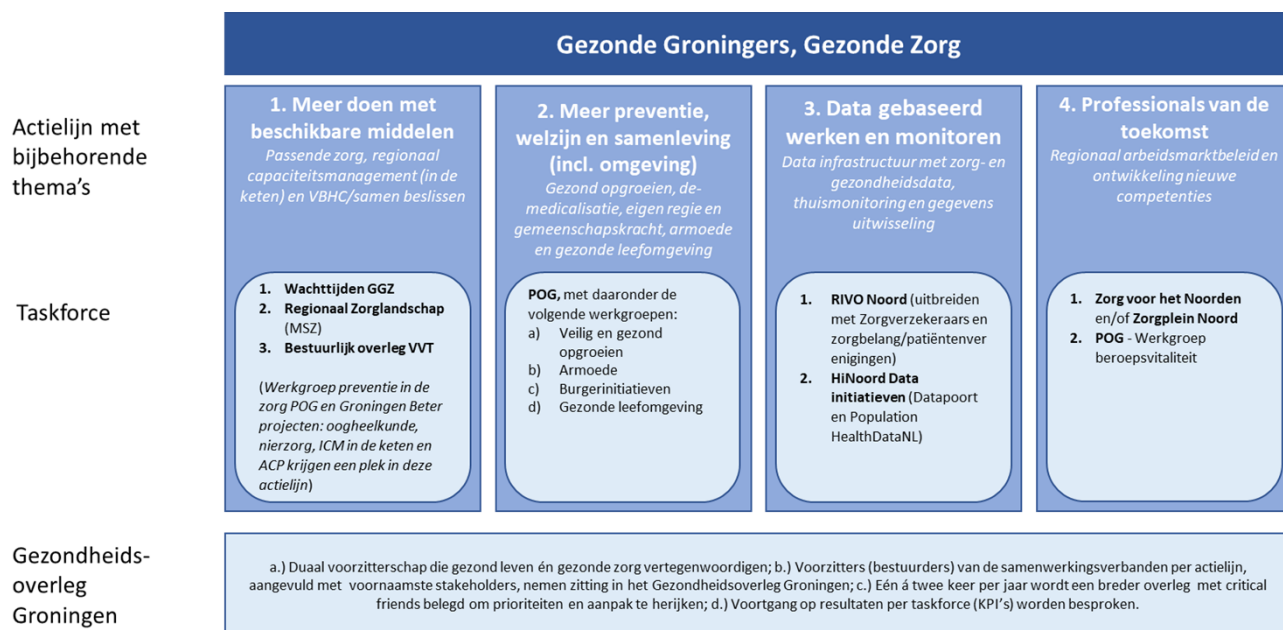 Gezonde Groningers, Gezonde Zorg
Actielijn met
bijbehorende
thema's
1. Meer doen met
beschikbare middelen
Passende zorg, regionaal
capaciteitsmanagement (in de
keten) en VBHC/samen beslissen
2. Meer preventie,
welzijn en samenleving
(incl. omgeving)
Gezond opgroeien, de-
medicalisatie, eigen regie en
gemeenschapskracht, armoede
en gezonde leefomgeving
3. Data gebaseerd
werken en monitoren
Data infrastructuur met zorg- en
gezondheidsdata,
thuismonitoring en gegevens
uitwisseling
4. Professionals van de
toekomst
Regionaal arbeidsmarktbeleid en
ontwikkeling nieuwe
competenties
Taskforce
1. Wachttijden GGZ
2. Regionaal Zorglandschap
(MSZ)
3. Bestuurlijk overleg VVT
(Werkgroep preventie in de
zorg POG en Groningen Beter
projecten: oogheelkunde,
nierzorg, ICM in de keten en
ACP krijgen een plek in deze
actielijn)
POG, met daaronder de
volgende werkgroepen:
a) Veilig en gezond
opgroeien
b) Armoede
c) Burgerinitiatieven
d) Gezonde leefomgeving
1. RIVO Noord (uitbreiden
met Zorgverzekeraars en
zorgbelang/patiëntenver
enigingen)
2. HiNoord Data
initiatieven (Datapoort
en Population
HealthDataNL)
1. Zorg voor het Noorden
en/of Zorgplein Noord
2. POG - Werkgroep
beroepsvitaliteit
Gezondheids-
overleg
Groningen
a.) Duaal voorzitterschap die gezond leven én gezonde zorg vertegenwoordigen; b.) Voorzitters (bestuurders) van de samenwerkingsverbanden per actielijn,
aangevuld met voornaamste stakeholders, nemen zitting in het Gezondheidsoverleg Groningen; c.) Eén á twee keer per jaar wordt een breder overleg met critical
friends belegd om prioriteiten en aanpak te herijken; d.) Voortgang op resultaten per taskforce (KPI's) worden besproken.